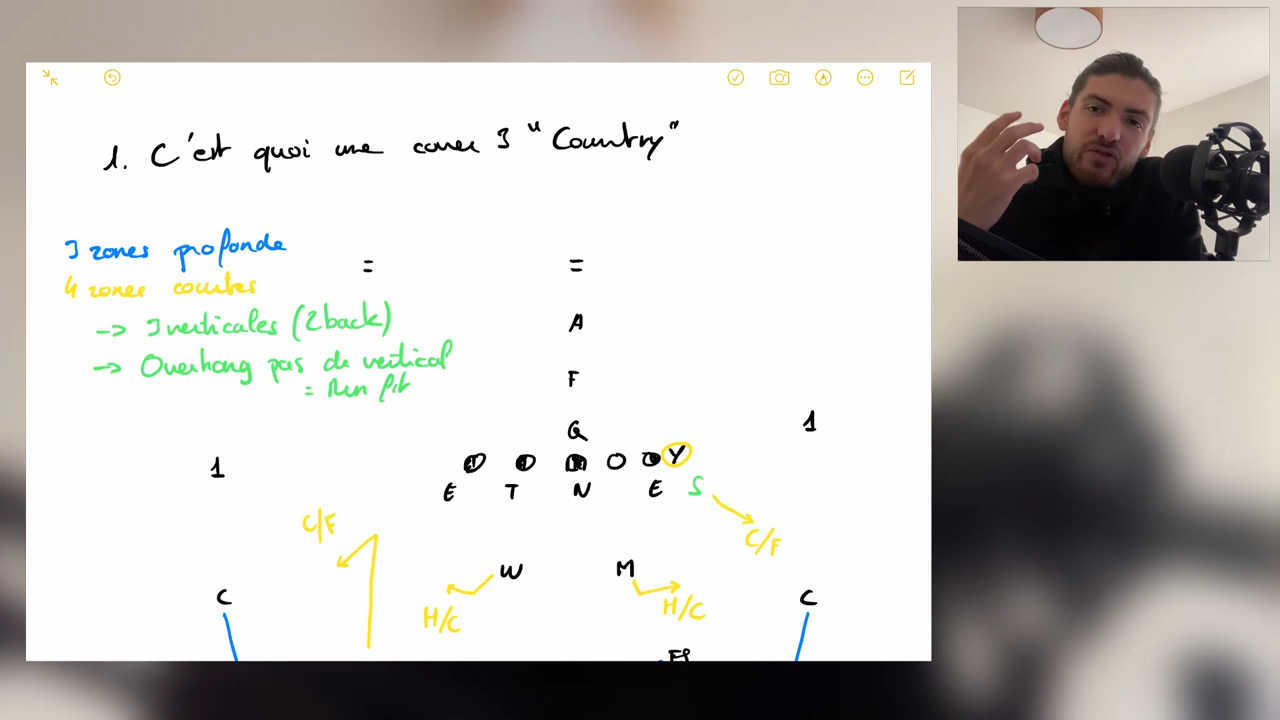 1. C'est quoi une cover 3 "Country"
3 zones profonde
4 zones courtes
-> 3 verticales (2 back)
-> Overhang pas de vertical
= Run fit
= =
A
F
Q
1
Y
1
E T N E S
C/F
C/F
W M
H/C H/C
C C
FS